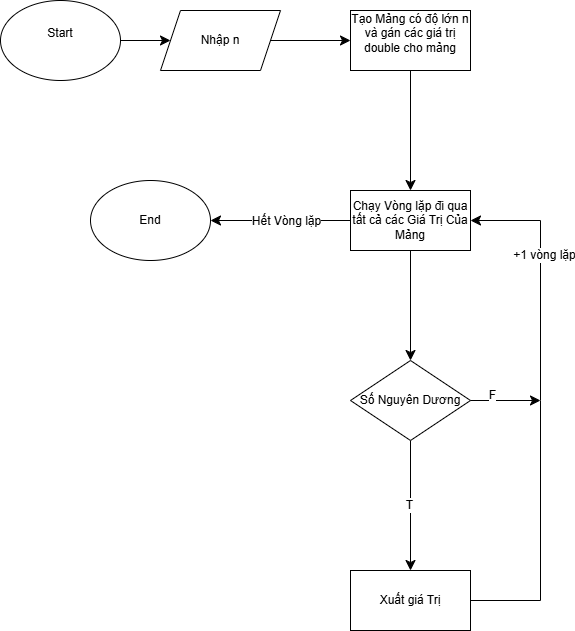 Start
Nhập n
Tạo Mảng có độ lớn n
và gán các giá trị
double cho mảng
Chạy Vòng lặp đi qua
tất cả các Giá Trị Của
Mảng
Hết Vòng lặp
End
+1 vòng lặp
Số Nguyên Dương
F
T
Xuất giá Trị